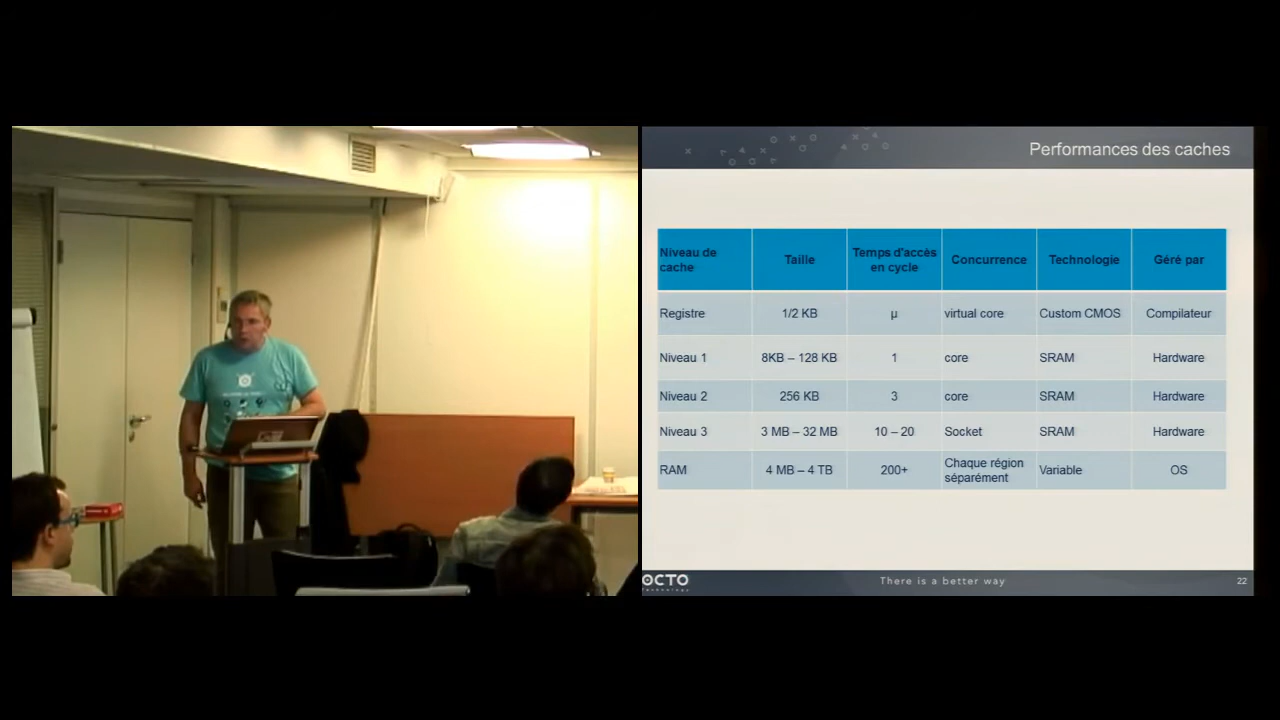 Performances des caches
Niveau de
cache
Taille
Temps d'accès
en cycle
Concurrence
Technologie
Géré par
Registre
1/2 KB
µ
virtual core
Custom CMOS
Compilateur
Niveau 1
8KB – 128 KB
1
core
SRAM
Hardware
Niveau 2
256 KB
3
core
SRAM
Hardware
Niveau 3
3 MB – 32 MB
10 – 20
Socket
SRAM
Hardware
RAM
4 MB – 4 TB
200+
Chaque région
séparément
Variable
OS
OCTO
Technology
There is a better way
22